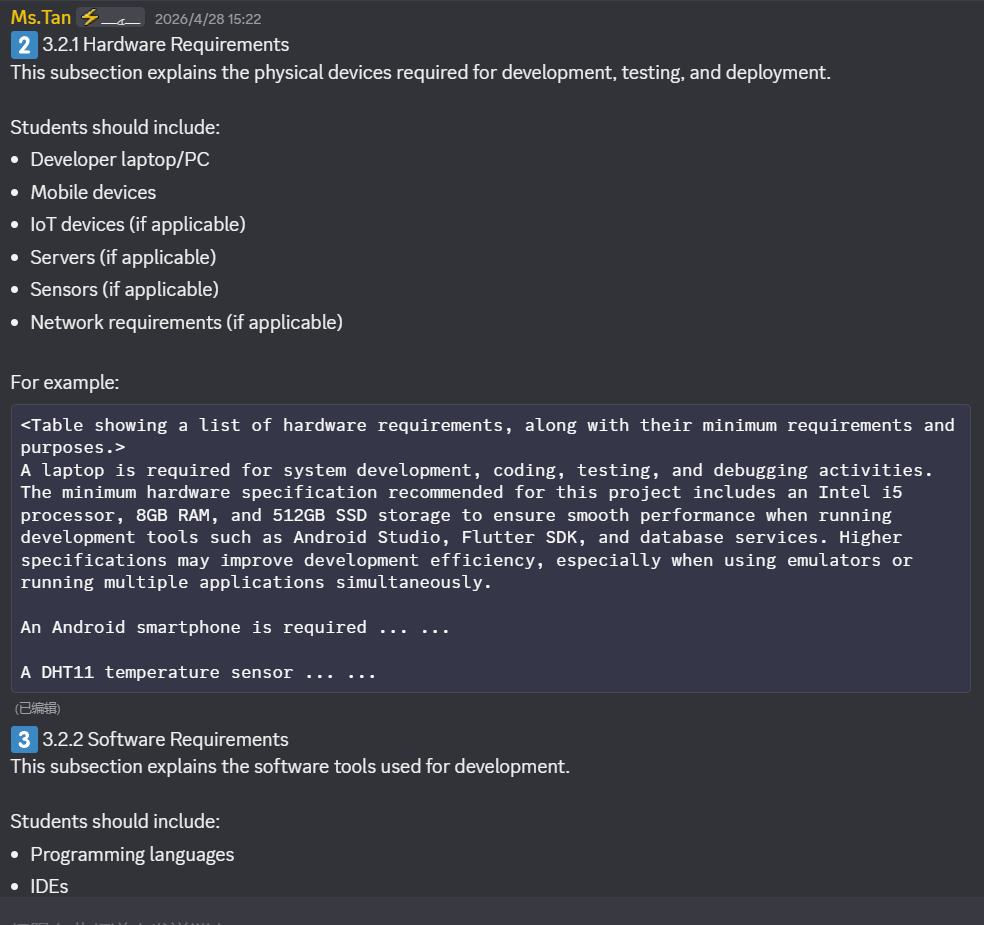 Ms.Tan 2026/4/28 15:22
2 3.2.1 Hardware Requirements
This subsection explains the physical devices required for development, testing, and deployment.
Students should include:
• Developer laptop/PC
• Mobile devices
• IoT devices (if applicable)
• Servers (if applicable)
• Sensors (if applicable)
• Network requirements (if applicable)
For example:
<Table showing a list of hardware requirements, along with their minimum requirements and
purposes.>
A laptop is required for system development, coding, testing, and debugging activities.
The minimum hardware specification recommended for this project includes an Intel i5
processor, 8GB RAM, and 512GB SSD storage to ensure smooth performance when running
development tools such as Android Studio, Flutter SDK, and database services. Higher
specifications may improve development efficiency, especially when using emulators or
running multiple applications simultaneously.
An Android smartphone is required ... ...
A DHT11 temperature sensor ... ...
(已编辑)
3 3.2.2 Software Requirements
This subsection explains the software tools used for development.
Students should include:
• Programming languages
• IDEs